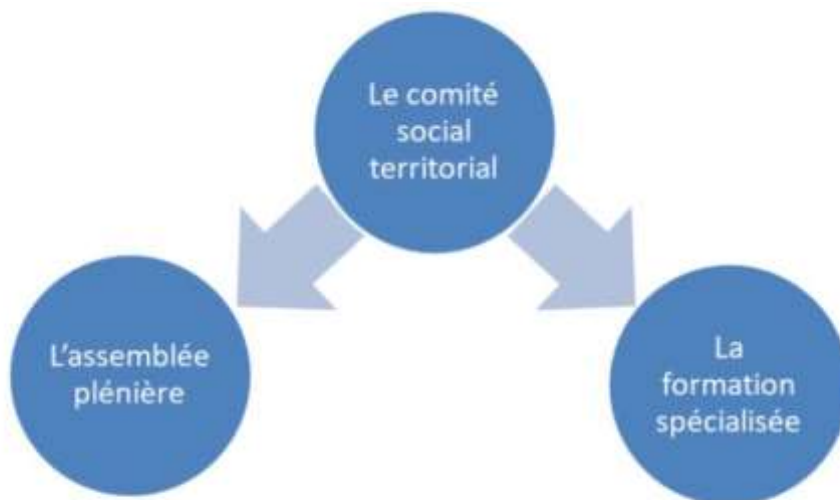 Le comité
social
territorial
L'assemblée
plénière
La
formation
spécialisée